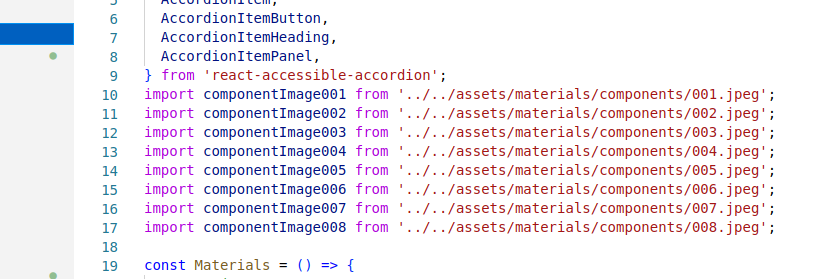 5 AccordionItem,
6 AccordionItemButton,
7 AccordionItemHeading,
8 AccordionItemPanel,
9 } from 'react-accessible-accordion';
10 import componentImage001 from '../../assets/materials/components/001.jpeg';
11 import componentImage002 from '../../assets/materials/components/002.jpeg';
12 import componentImage003 from '../../assets/materials/components/003.jpeg';
13 import componentImage004 from '../../assets/materials/components/004.jpeg';
14 import componentImage005 from '../../assets/materials/components/005.jpeg';
15 import componentImage006 from '../../assets/materials/components/006.jpeg';
16 import componentImage007 from '../../assets/materials/components/007.jpeg';
17 import componentImage008 from '../../assets/materials/components/008.jpeg';
18
19 const Materials = () => {